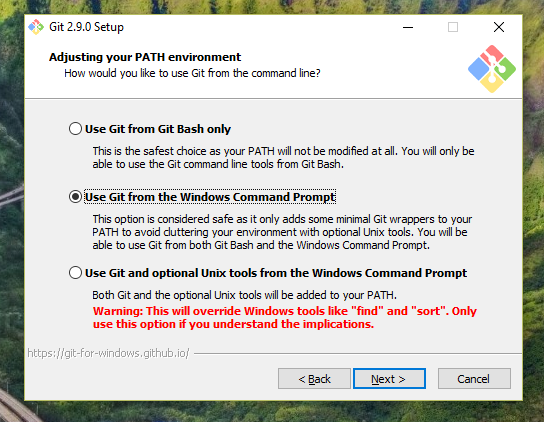 Git 2.9.0 Setup
Adjusting your PATH environment
How would you like to use Git from the command line?
Use Git from Git Bash only
This is the safest choice as your PATH will not be modified at all. You will only be
able to use the Git command line tools from Git Bash.
Use Git from the Windows Command Prompt
This option is considered safe as it only adds some minimal Git wrappers to your
PATH to avoid cluttering your environment with optional Unix tools. You will be
able to use Git from both Git Bash and the Windows Command Prompt.
Use Git and optional Unix tools from the Windows Command Prompt
Both Git and the optional Unix tools will be added to your PATH.
Warning: This will override Windows tools like "find" and "sort". Only
use this option if you understand the implications.
https://git-for-windows.github.io/
< Back Next > Cancel